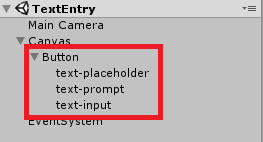 TextEntry
Main Camera
Canvas
Button
text-placeholder
text-prompt
text-input
EventSystem